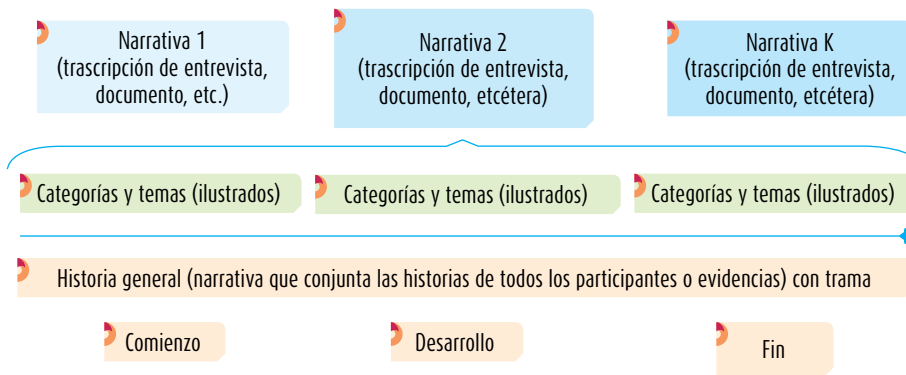 Narrativa 1
(trascripción de entrevista,
documento, etc.)
Narrativa 2
(trascripción de entrevista,
documento, etcétera)
Narrativa K
(trascripción de entrevista,
documento, etcétera)
Categorías y temas (ilustrados)
Categorías y temas (ilustrados)
Categorías y temas (ilustrados)
Historia general (narrativa que conjunta las historias de todos los participantes o evidencias) con trama
Comienzo
Desarrollo
Fin